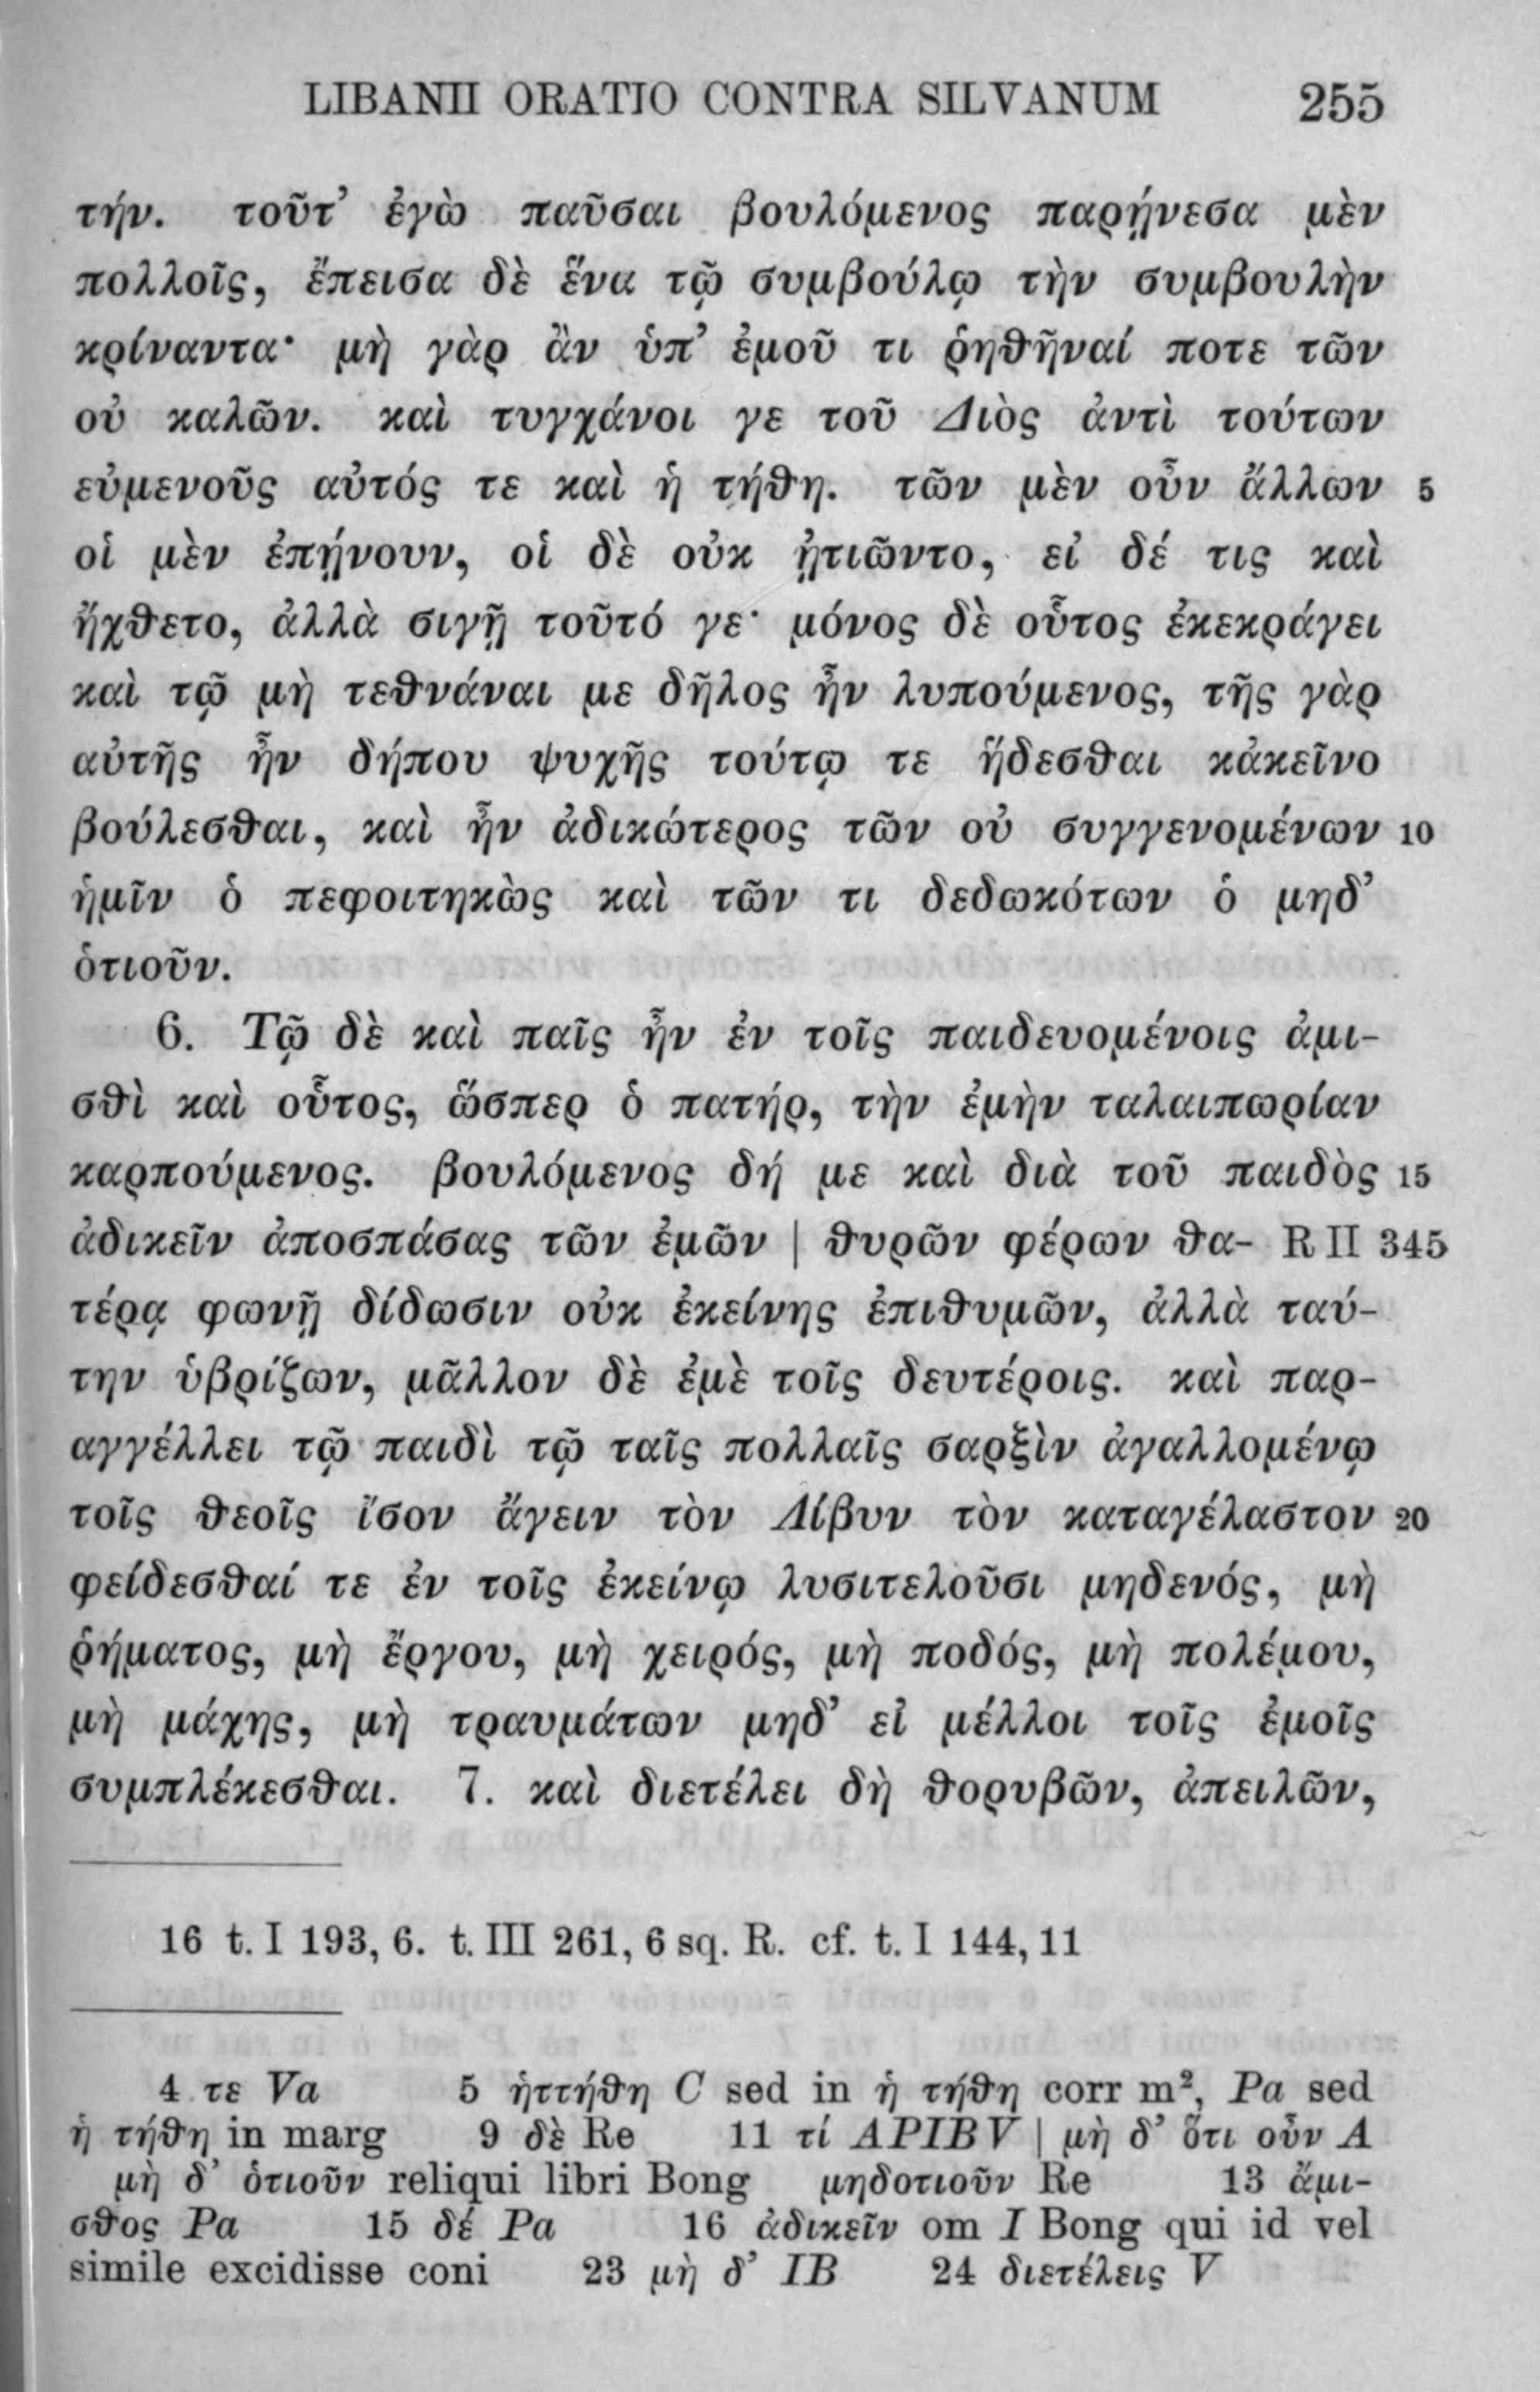 LIBANII ORATIO CONTRA SILVANUM 255
τήν. τοῦτ’ ἐγὼ παῦσαι βουλόμενος παρῄνεσα μὲν
πολλοῖς, ἔπεισα δὲ ἕνα τῷ συμβούλῳ τὴν συμβουλὴν
κρίναντα· μὴ γὰρ ἂν ὑπ’ ἐμοῦ τι ῥηθῆναί ποτε τῶν
οὐ καλῶν. καὶ τυγχάνοι γε τοῦ Διὸς ἀντὶ τούτων
εὐμενοῦς αὐτός τε καὶ ἡ τήθη. τῶν μὲν οὖν ἄλλων 5
οἱ μὲν ἐπῄνουν, οἱ δὲ οὐκ ᾐτιῶντο, εἰ δέ τις καὶ
ἤχθετο, ἀλλὰ σιγῇ τοῦτό γε· μόνος δὲ οὗτος ἐκεκράγει
καὶ τῷ μὴ τεθνάναι με δῆλος ἦν λυπούμενος, τῆς γὰρ
αὐτῆς ἦν δήπου ψυχῆς τούτῳ τε ἥδεσθαι κἀκεῖνο
βούλεσθαι, καὶ ἦν ἀδικώτερος τῶν οὐ συγγενομένων 10
ἡμῖν ὁ πεφοιτηκὼς καὶ τῶν τι δεδωκότων ὁ μηδ’
ὁτιοῦν.
6. Τῷ δὲ καὶ παῖς ἦν ἐν τοῖς παιδευομένοις ἀμι-
σθὶ καὶ οὗτος, ὥσπερ ὁ πατήρ, τὴν ἐμὴν ταλαιπωρίαν
καρπούμενος. βουλόμενος δή με καὶ διὰ τοῦ παιδὸς 15
ἀδικεῖν ἀποσπάσας τῶν ἐμῶν | θυρῶν φέρων θα- R II 345
τέρᾳ φωνῇ δίδωσιν οὐκ ἐκείνης ἐπιθυμῶν, ἀλλὰ ταύ-
την ὑβρίζων, μᾶλλον δὲ ἐμὲ τοῖς δευτέροις. καὶ παρ-
αγγέλλει τῷ παιδὶ τῷ ταῖς πολλαῖς σαρξὶν ἀγαλλομένῳ
τοῖς θεοῖς ἴσον ἄγειν τὸν Λίβυν τὸν καταγέλαστον 20
φείδεσθαί τε ἐν τοῖς ἐκείνῳ λυσιτελοῦσι μηδενός, μὴ
ῥήματος, μὴ ἔργου, μὴ χειρός, μὴ ποδός, μὴ πολέμου,
μὴ μάχης, μὴ τραυμάτων μηδ’ εἰ μέλλοι τοῖς ἐμοῖς
συμπλέκεσθαι. 7. καὶ διετέλει δὴ θορυβῶν, ἀπειλῶν,
16 t. I 193, 6. t. III 261, 6 sq. R. cf. t. I 144, 11
4 τε Va 5 ἡττήθη C sed in ἡ τήθη corr m², Pa sed
ἡ τήθη in marg 9 δὲ Re 11 τί APIBV | μὴ δ’ ὅτι οὖν A
μὴ δ’ ὁτιοῦν reliqui libri Bong μηδοτιοῦν Re 13 ἄμι-
σθος Pa 15 δέ Pa 16 ἀδικεῖν om I Bong qui id vel
simile excidisse coni 23 μὴ δ’ IB 24 διετέλεις V